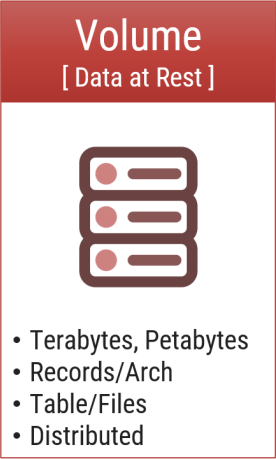 Volume
[ Data at Rest ]
• Terabytes, Petabytes
• Records/Arch
• Table/Files
• Distributed